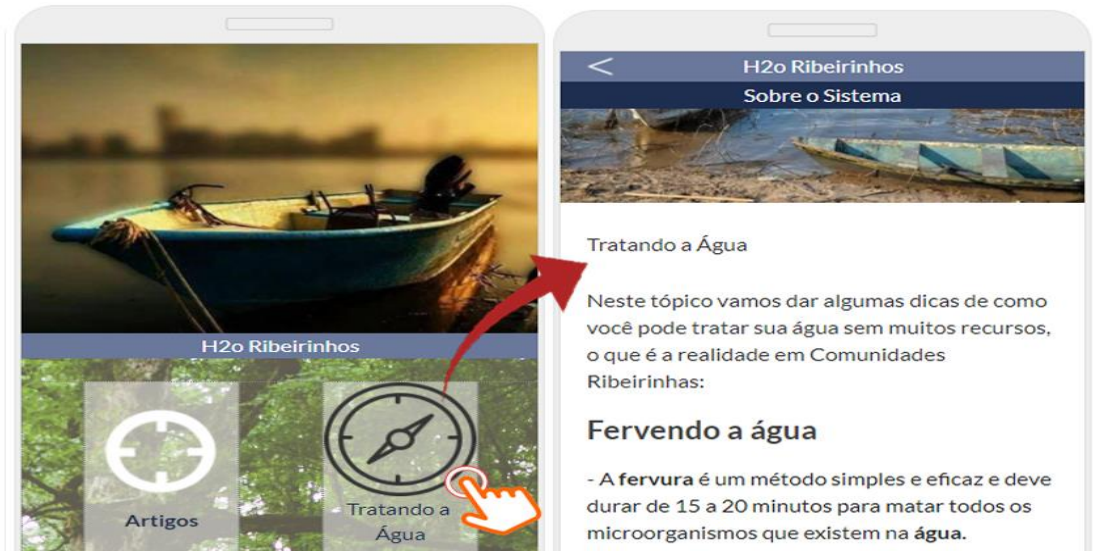 H2o Ribeirinhos
Artigos
Tratando a
Água
H2o Ribeirinhos
Sobre o Sistema
Tratando a Água
Neste tópico vamos dar algumas dicas de como
você pode tratar sua água sem muitos recursos,
o que é a realidade em Comunidades
Ribeirinhas:
Fervendo a água
- A fervura é um método simples e eficaz e deve
durar de 15 a 20 minutos para matar todos os
microorganismos que existem na água.